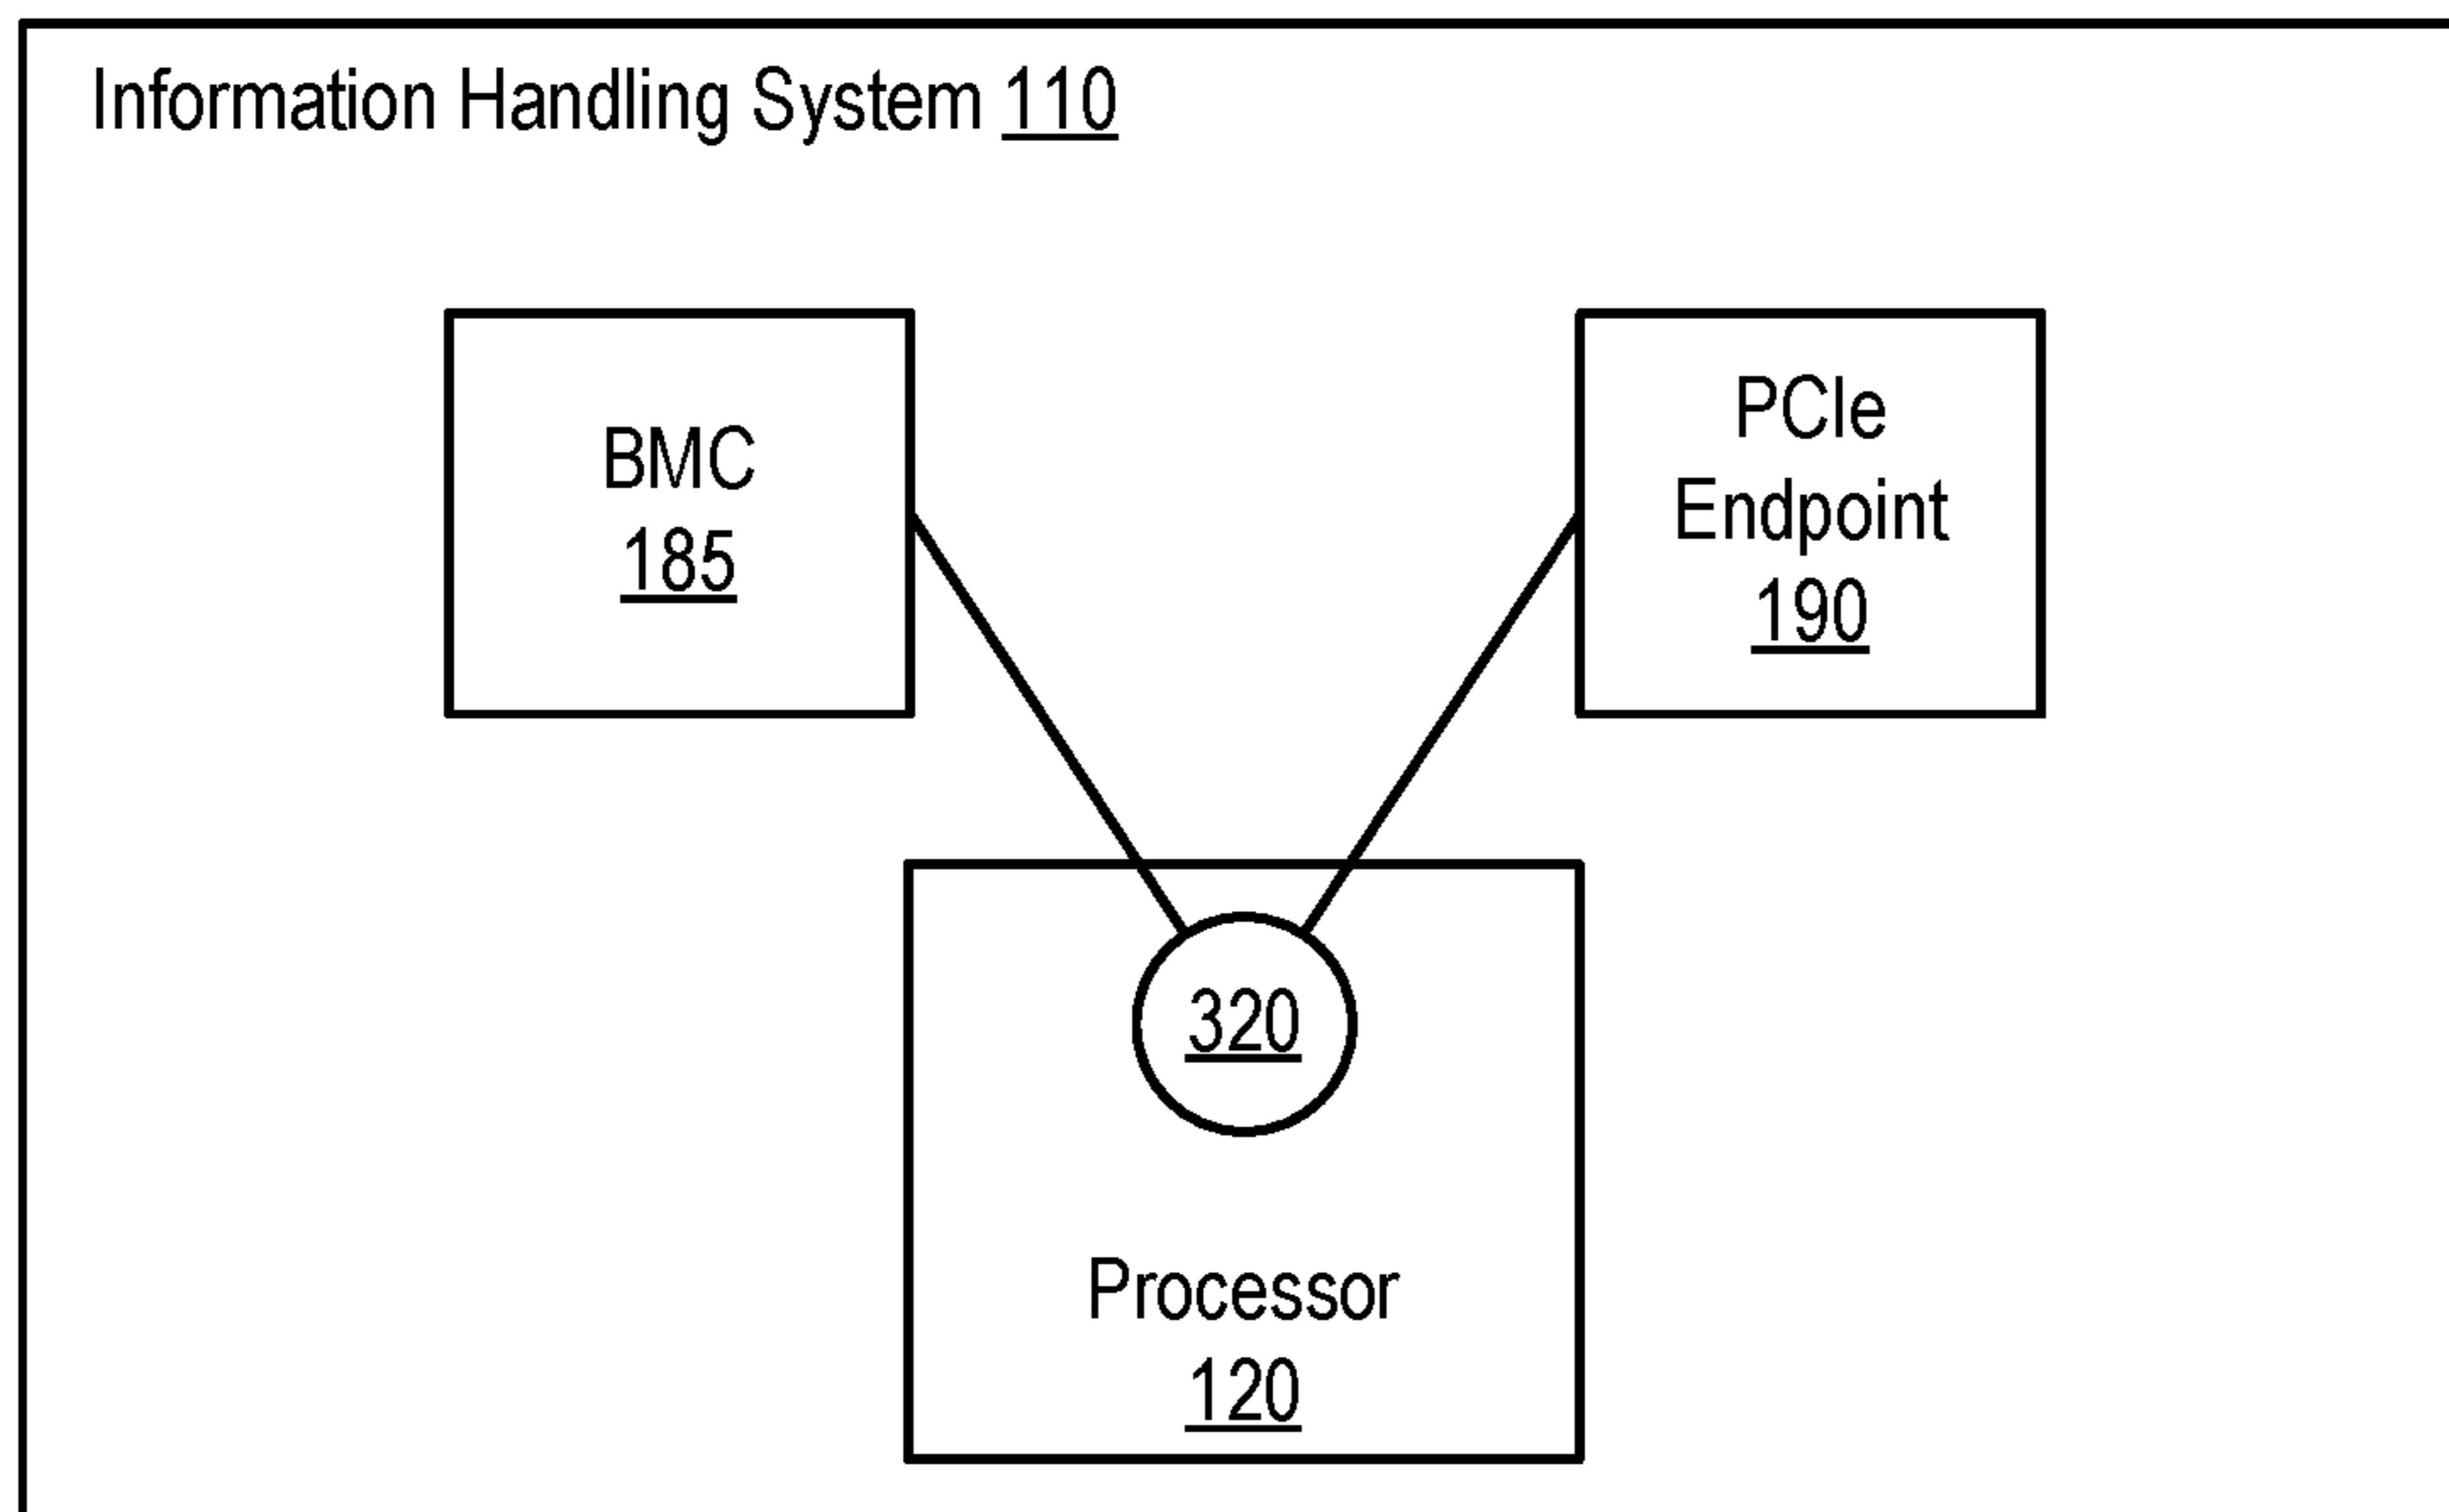 Information Handling System 110
BMC
185
PCIe
Endpoint
190
320
Processor
120